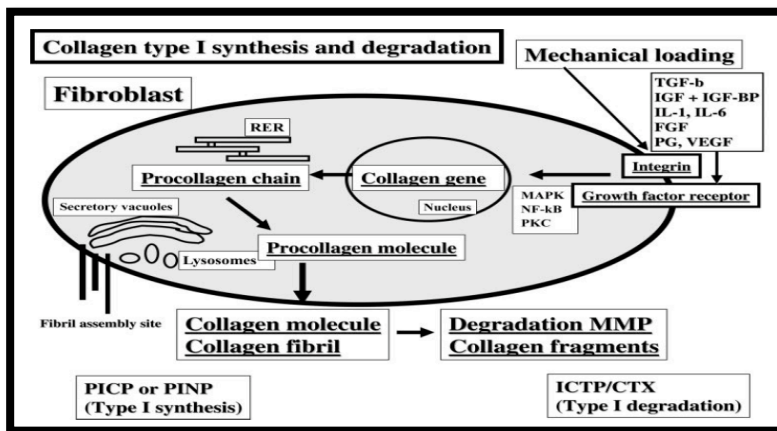 Collagen type I synthesis and degradation
Mechanical loading
TGF-b
IGF + IGF-BP
IL-1, IL-6
FGF
PG, VEGF
Fibroblast
RER
Integrin
Procollagen chain
Collagen gene
Growth factor receptor
MAPK
NF-kB
PKC
Nucleus
Secretory vacuoles
Procollagen molecule
Lysosomes
Fibril assembly site
Collagen molecule
Collagen fibril
Degradation MMP
Collagen fragments
PICP or PINP
(Type I synthesis)
ICTP/CTX
(Type I degradation)